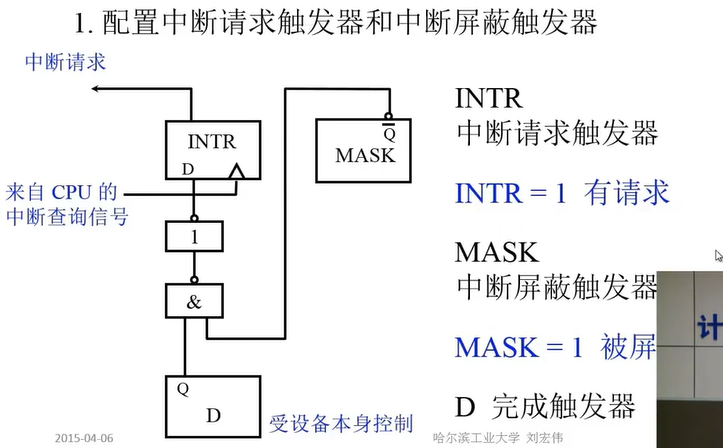 1. 配置中断请求触发器和中断屏蔽触发器
中断请求
INTR
D
Q
MASK
来自 CPU 的
中断查询信号
1
&
Q
D
受设备本身控制
INTR
中断请求触发器
INTR = 1 有请求
MASK
中断屏蔽触发器
MASK = 1 被屏
D 完成触发器
2015-04-06
哈尔滨工业大学 刘宏伟
计